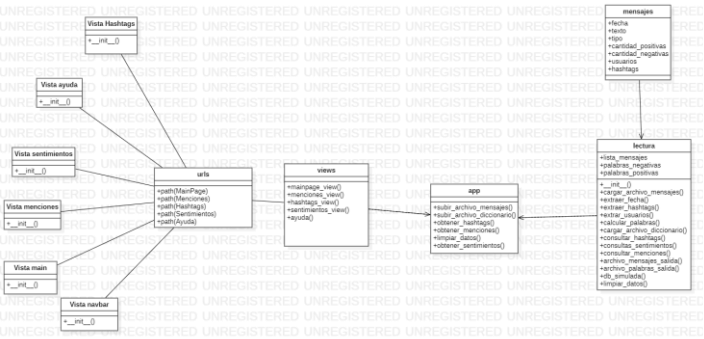 Vista Hashtags
+__init__()
Vista ayuda
+__init__()
Vista sentimientos
+__init__()
Vista menciones
+__init__()
Vista main
+__init__()
Vista navbar
+__init__()
urls
+path(MainPage)
+path(Menciones)
+path(Hashtags)
+path(Sentimientos)
+path(Ayuda)
views
+mainpage_view()
+menciones_view()
+hashtags_view()
+sentimientos_view()
+ayuda()
app
+subir_archivo_mensajes()
+subir_archivo_diccionario()
+obtener_hashtags()
+obtener_menciones()
+limpiar_datos()
+obtener_sentimientos()
mensajes
+fecha
+texto
+tipo
+cantidad_positivas
+cantidad_negativas
+usuarios
+hashtags
lectura
+lista_mensajes
+palabras_negativas
+palabras_positivas
+__init__()
+cargar_archivo_mensajes()
+extraer_fecha()
+extraer_hashtags()
+extrar_usuarios()
+calcular_palabras()
+cargar_archivo_diccionario()
+consultar_hashtags()
+consultas_sentimientos()
+consultar_menciones()
+archivo_mensajes_salida()
+archivo_palabras_salida()
+db_simulada()
+limpiar_datos()
UNREGISTERED